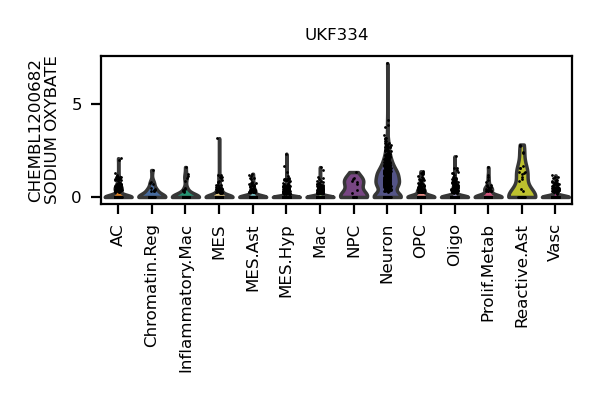 UKF334
CHEMBL1200682
SODIUM OXYBATE
5
0
AC
Chromatin.Reg
Inflammatory.Mac
MES
MES.Ast
MES.Hyp
Mac
NPC
Neuron
OPC
Oligo
Prolif.Metab
Reactive.Ast
Vasc